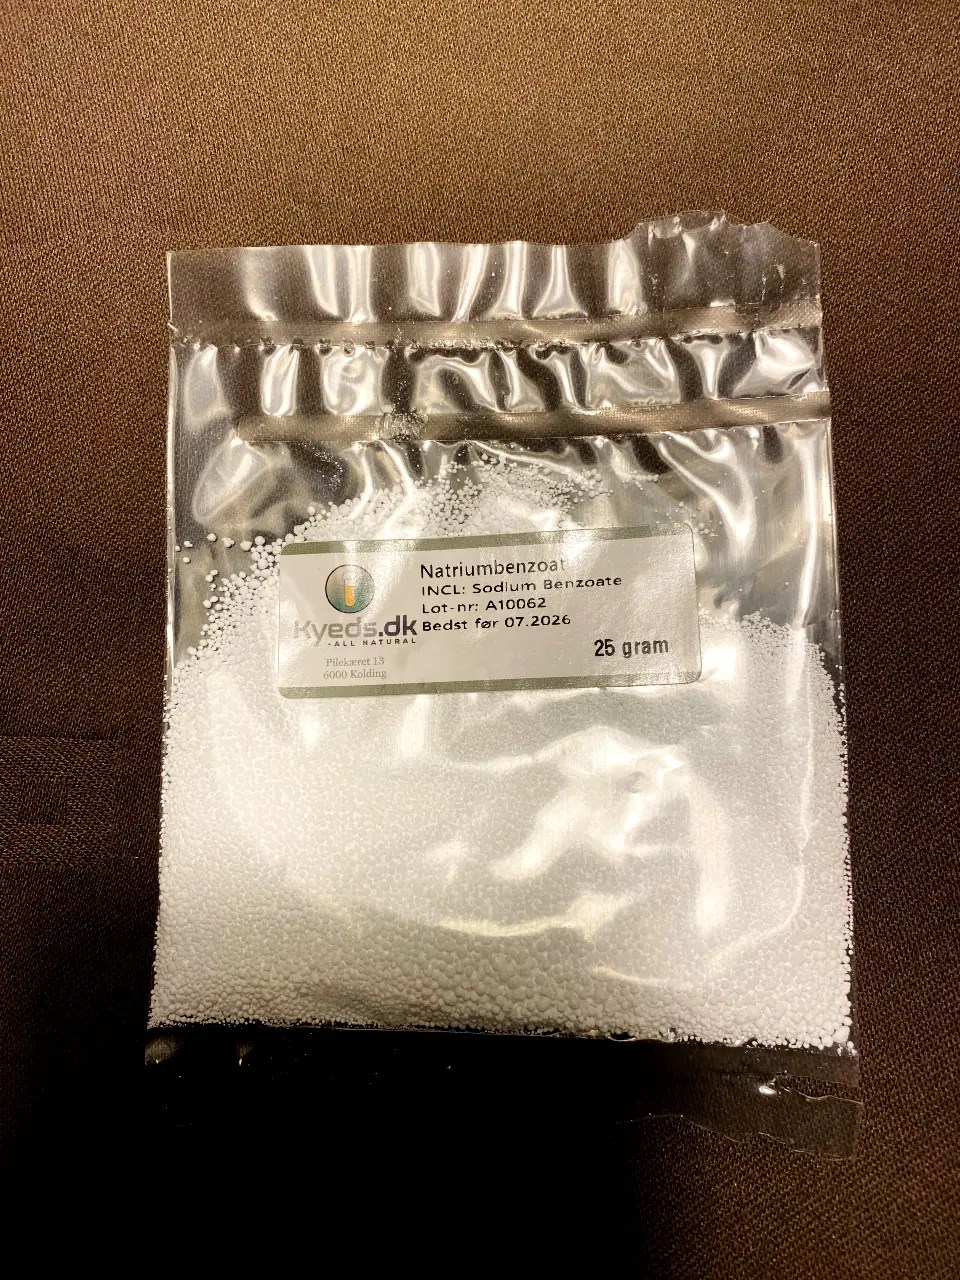 Natriumbenzoat
INCL: Sodium Benzoate
Lot-nr: A10062
Bedst før 07.2026
25 gram
Kyeds.dk
-ALL NATURAL
Pilekæret 13
6000 Kolding